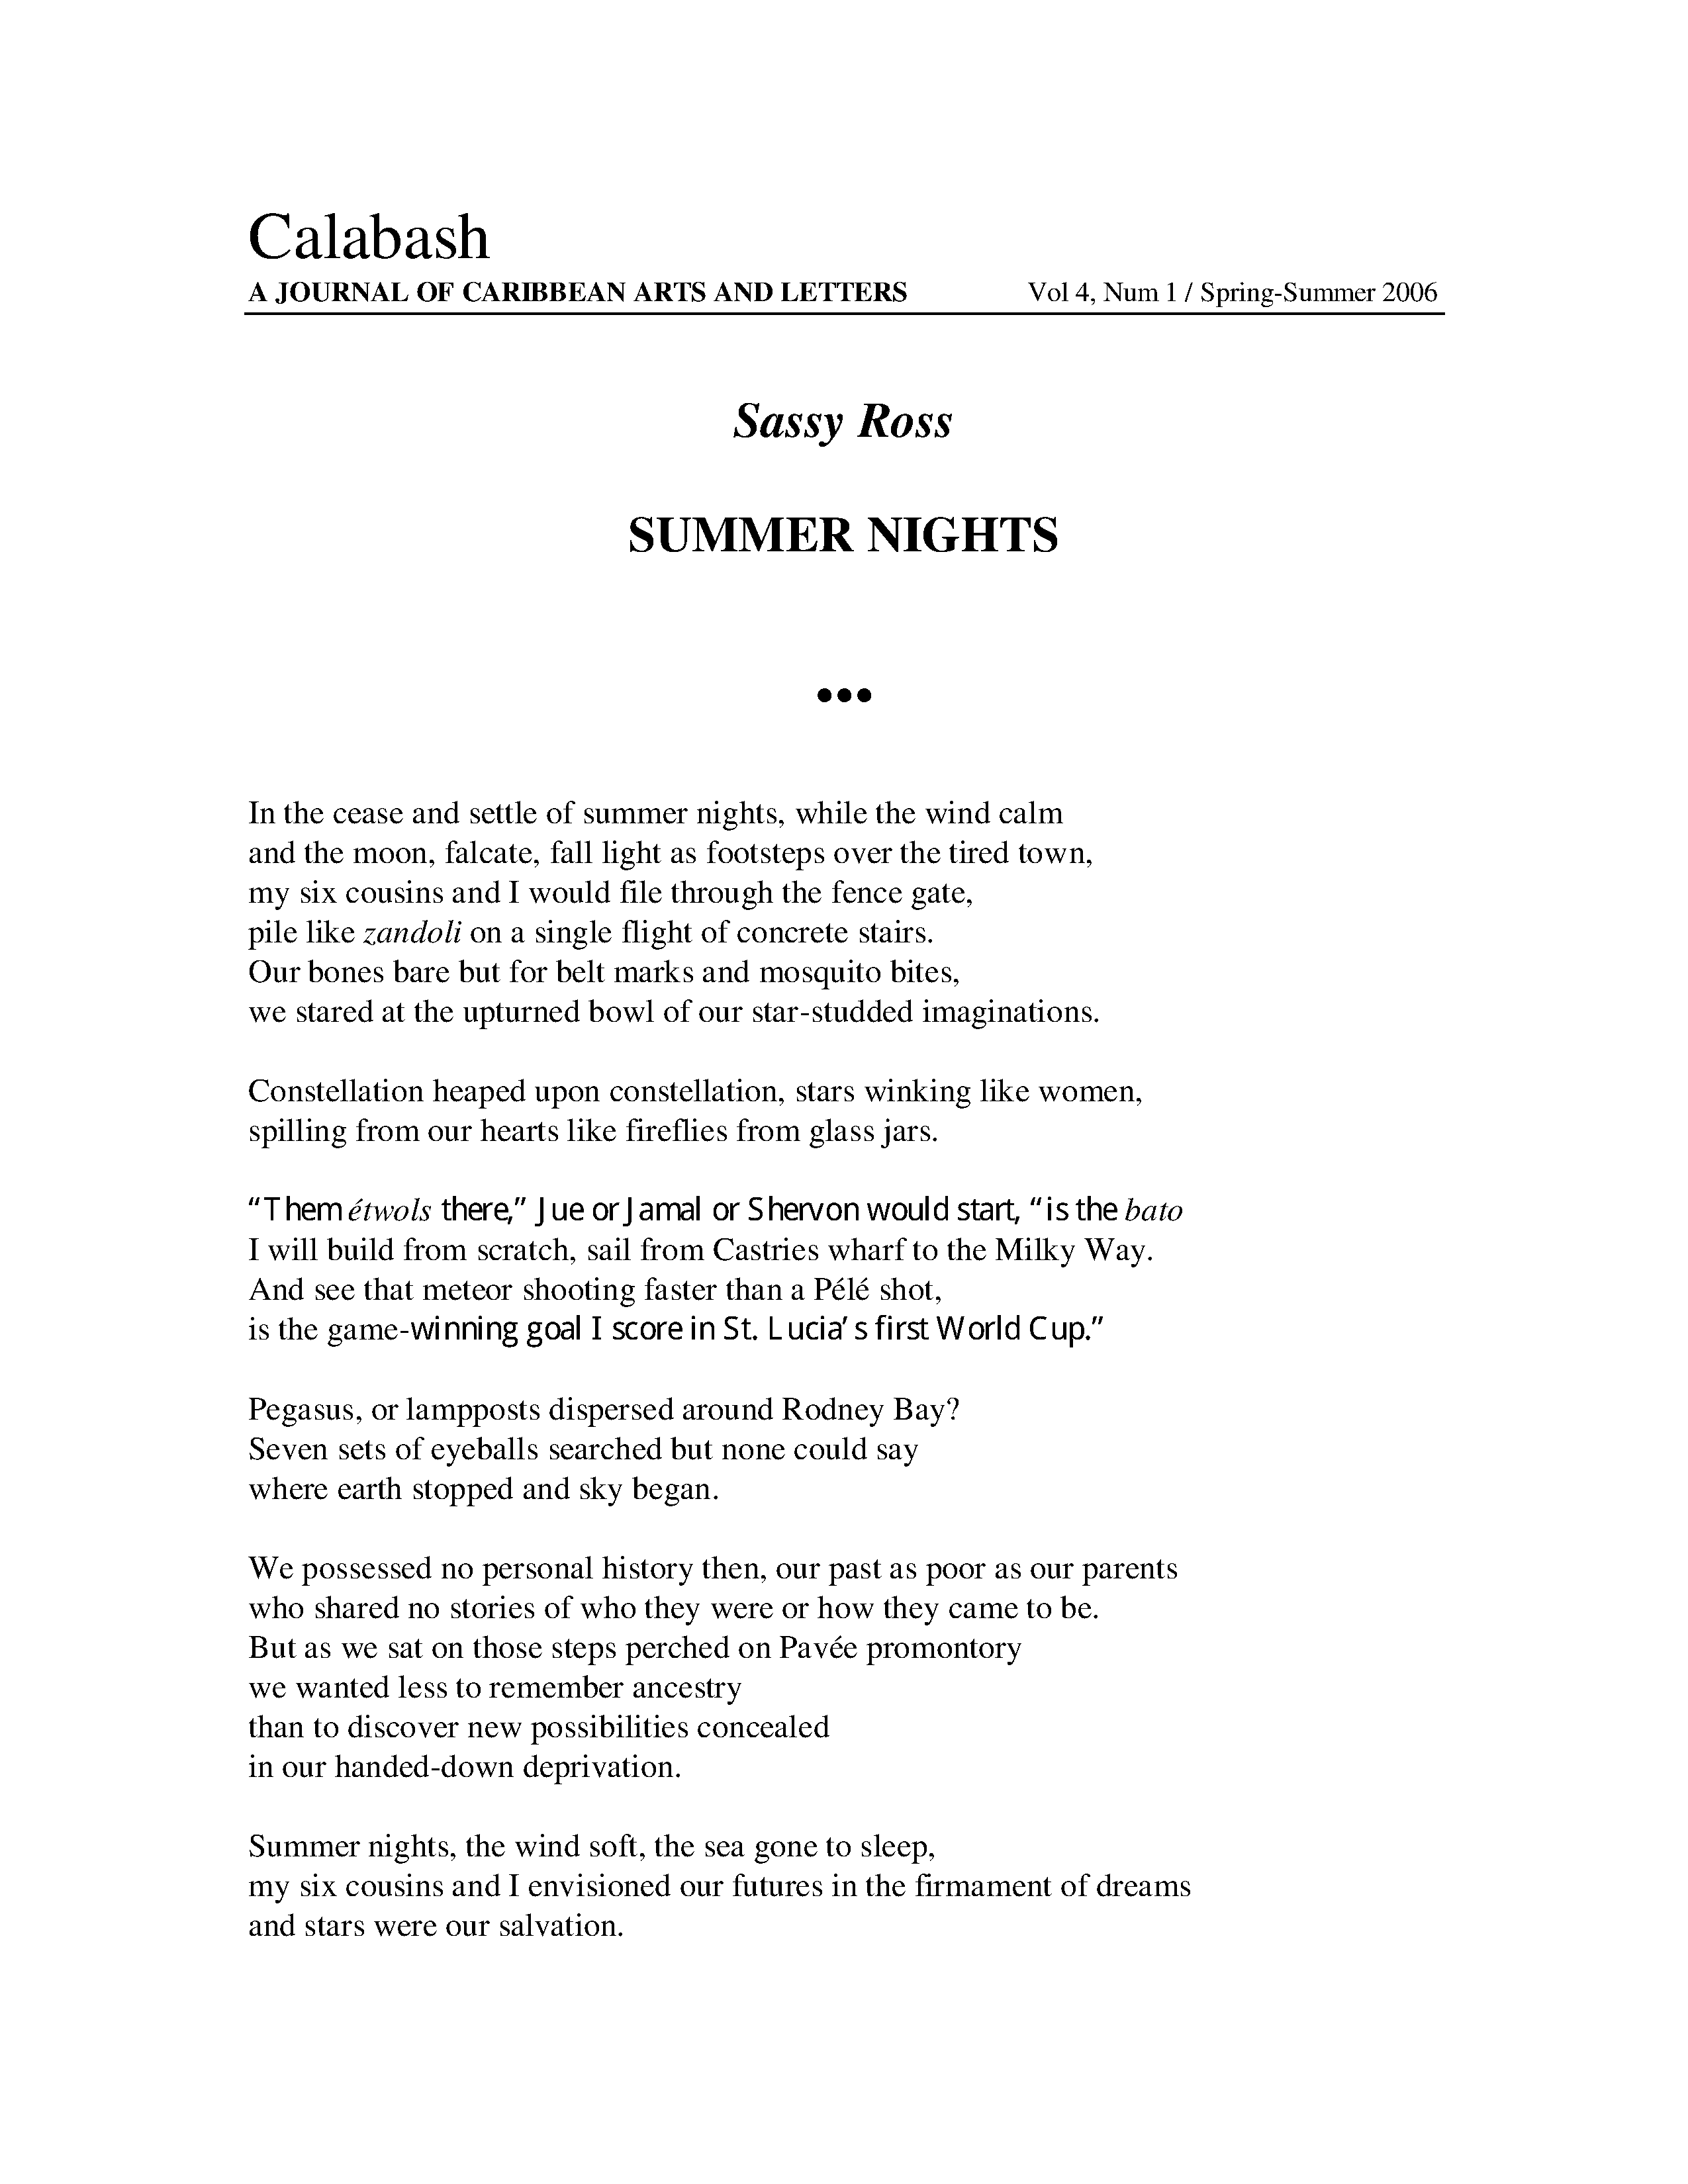 Calabash
A JOURNAL OF CARIBBEAN ARTS AND LETTERS Vol 4, Num 1 / Spring-Summer 2006
Sassy Ross
SUMMER NIGHTS
•••
In the cease and settle of summer nights, while the wind calm
and the moon, falcate, fall light as footsteps over the tired town,
my six cousins and I would file through the fence gate,
pile like zandoli on a single flight of concrete stairs.
Our bones bare but for belt marks and mosquito bites,
we stared at the upturned bowl of our star-studded imaginations.
Constellation heaped upon constellation, stars winking like women,
spilling from our hearts like fireflies from glass jars.
“Them étwols there,” Jue or Jamal or Shervon would start, “is the bato
I will build from scratch, sail from Castries wharf to the Milky Way.
And see that meteor shooting faster than a Pélé shot,
is the game-winning goal I score in St. Lucia’s first World Cup.”
Pegasus, or lampposts dispersed around Rodney Bay?
Seven sets of eyeballs searched but none could say
where earth stopped and sky began.
We possessed no personal history then, our past as poor as our parents
who shared no stories of who they were or how they came to be.
But as we sat on those steps perched on Pavée promontory
we wanted less to remember ancestry
than to discover new possibilities concealed
in our handed-down deprivation.
Summer nights, the wind soft, the sea gone to sleep,
my six cousins and I envisioned our futures in the firmament of dreams
and stars were our salvation.